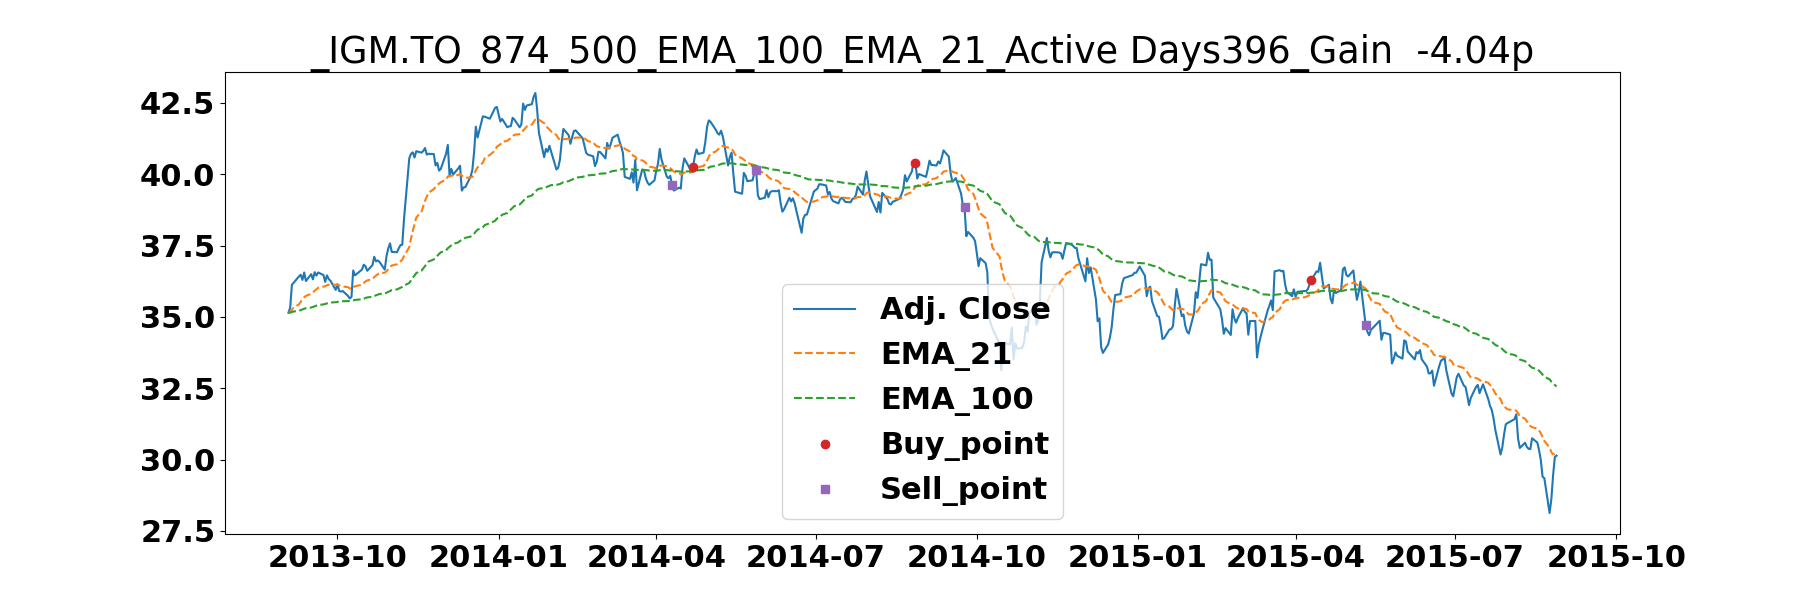 _IGM.TO_874_500_EMA_100_EMA_21_Active Days396_Gain  -4.04p
42.5
40.0
37.5
35.0
32.5
30.0
27.5
Adj. Close
EMA_21
EMA_100
Buy_point
Sell_point
2013-10 2014-01 2014-04 2014-07 2014-10 2015-01 2015-04 2015-07 2015-10